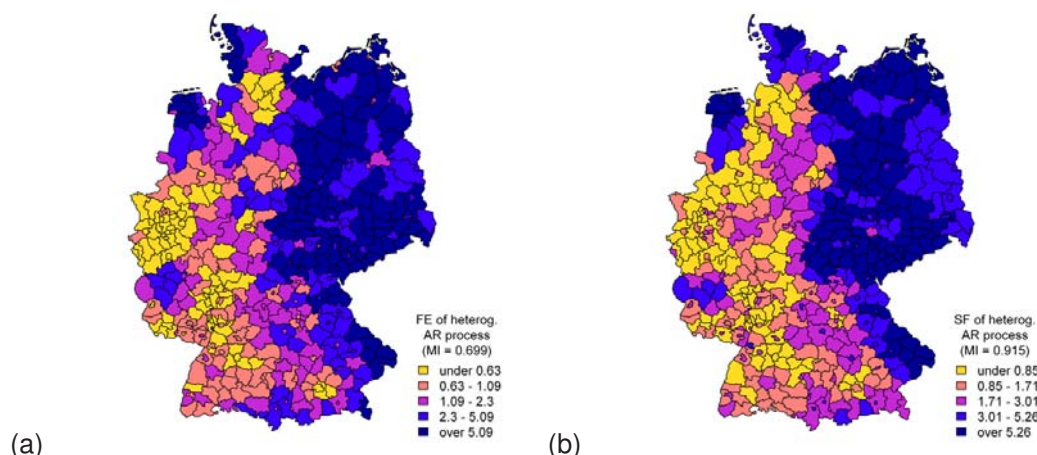 FE of heterog.
AR process
(MI = 0.699)
under 0.63
0.63 - 1.09
1.09 - 2.3
2.3 - 5.09
over 5.09
(a)
SF of heterog.
AR process
(MI = 0.915)
under 0.85
0.85 - 1.71
1.71 - 3.01
3.01 - 5.26
over 5.26
(b)